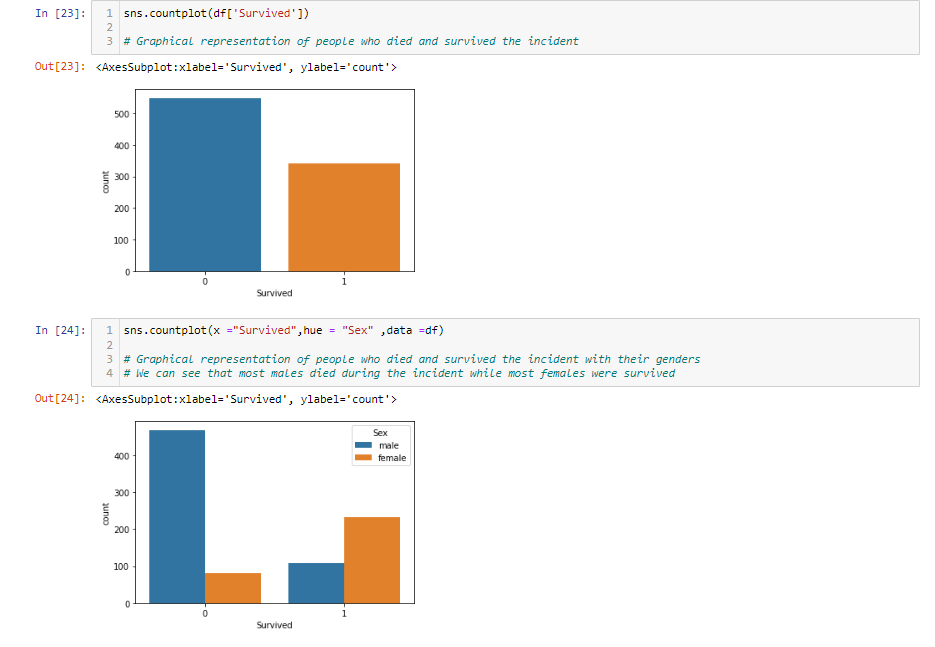 In [23]:
1 sns.countplot(df['Survived'])
2
3 # Graphical representation of people who died and survived the incident
Out[23]: <AxesSubplot:xlabel='Survived', ylabel='count'>
500
400
300
200
100
0
count
0 1
Survived
In [24]:
1 sns.countplot(x ="Survived",hue = "Sex" ,data =df)
2
3 # Graphical representation of people who died and survived the incident with their genders
4 # We can see that most males died during the incident while most females were survived
Out[24]: <AxesSubplot:xlabel='Survived', ylabel='count'>
Sex
male
female
400
300
200
100
0
count
0 1
Survived